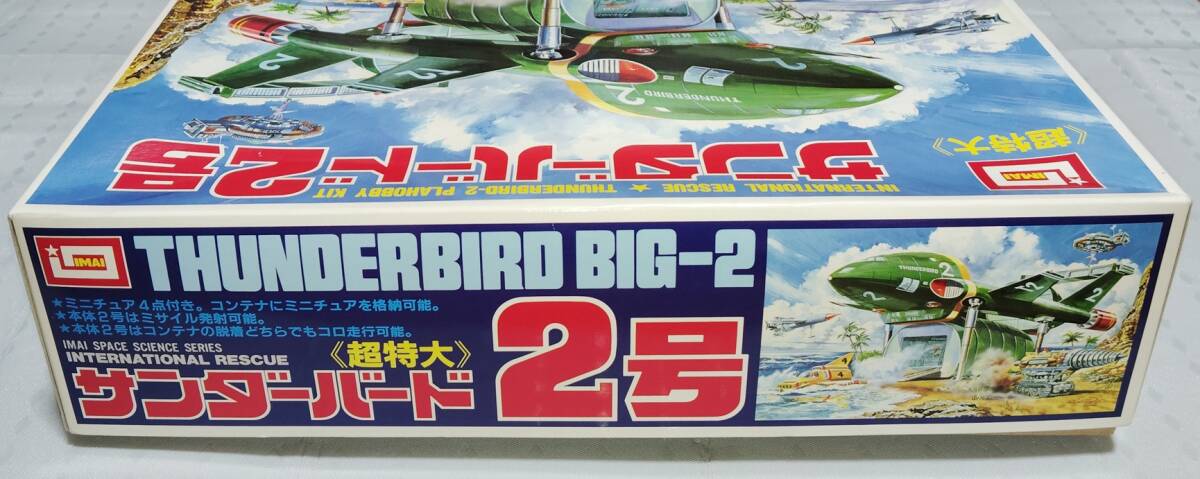 IMAI
THUNDERBIRD BIG-2
★ミニチュア4点付き。コンテナにミニチュアを格納可能。
★本体2号はミサイル発射可能。
★本体2号はコンテナの脱着どちらでもコロ走行可能。
IMAI SPACE SCIENCE SERIES
INTERNATIONAL RESCUE
《超特大》
サンダーバード 2号
THUNDERBIRD 2
2
2
IMAI
《超特大》
サンダーバード2号
INTERNATIONAL RESCUE ★ THUNDERBIRD-2 PLAHOBBY KIT
THUNDERBIRD
2
2
2